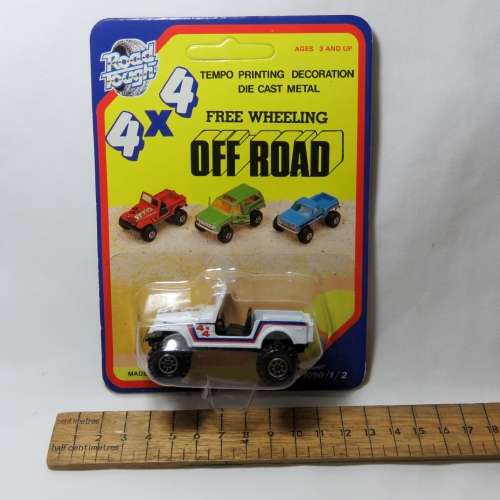 Road
Tough
AGES 3 AND UP
4x4
TEMPO PRINTING DECORATION
DIE CAST METAL
FREE WHEELING
OFF ROAD
4x4
MADE
/1/2
centimetres
1 2 3 4 5 6 7 8 9 10 11 12 13 14 15 16 17 18
half centimetres